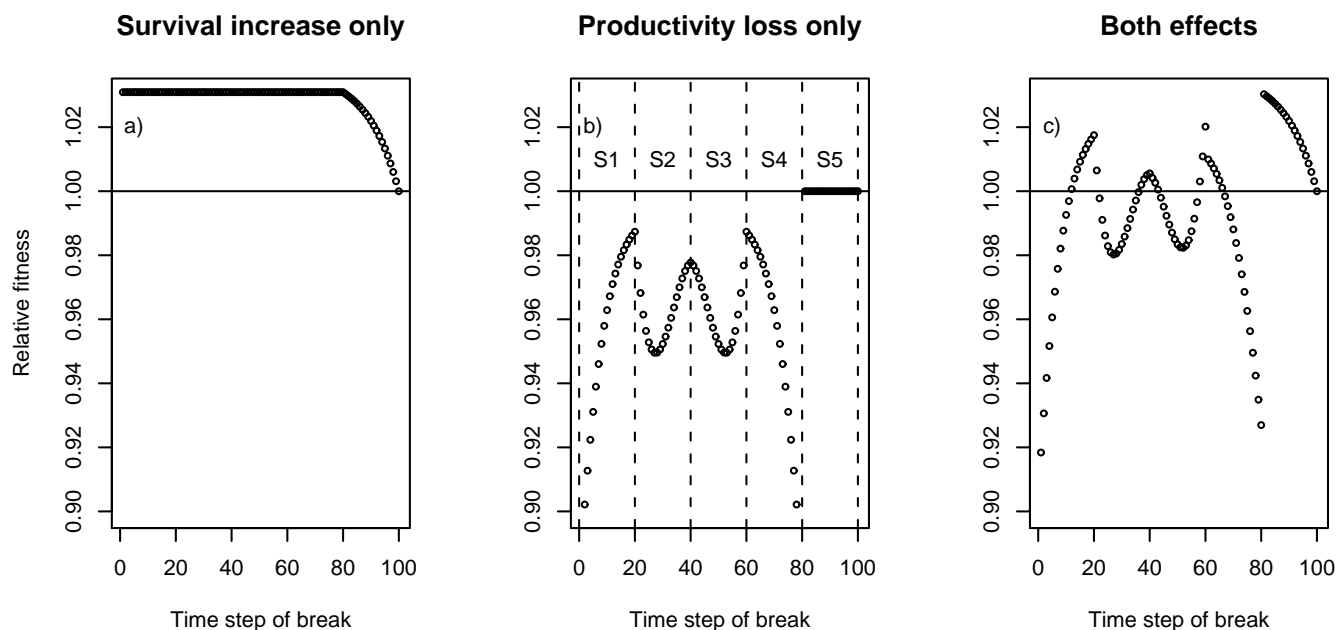 Survival increase only
Productivity loss only
Both effects
a)
b)
c)
S1 S2 S3 S4 S5
Relative fitness
0.90 0.92 0.94 0.96 0.98 1.00 1.02
0.90 0.92 0.94 0.96 0.98 1.00 1.02
0.90 0.92 0.94 0.96 0.98 1.00 1.02
0 20 40 60 80 100
0 20 40 60 80 100
0 20 40 60 80 100
Time step of break
Time step of break
Time step of break